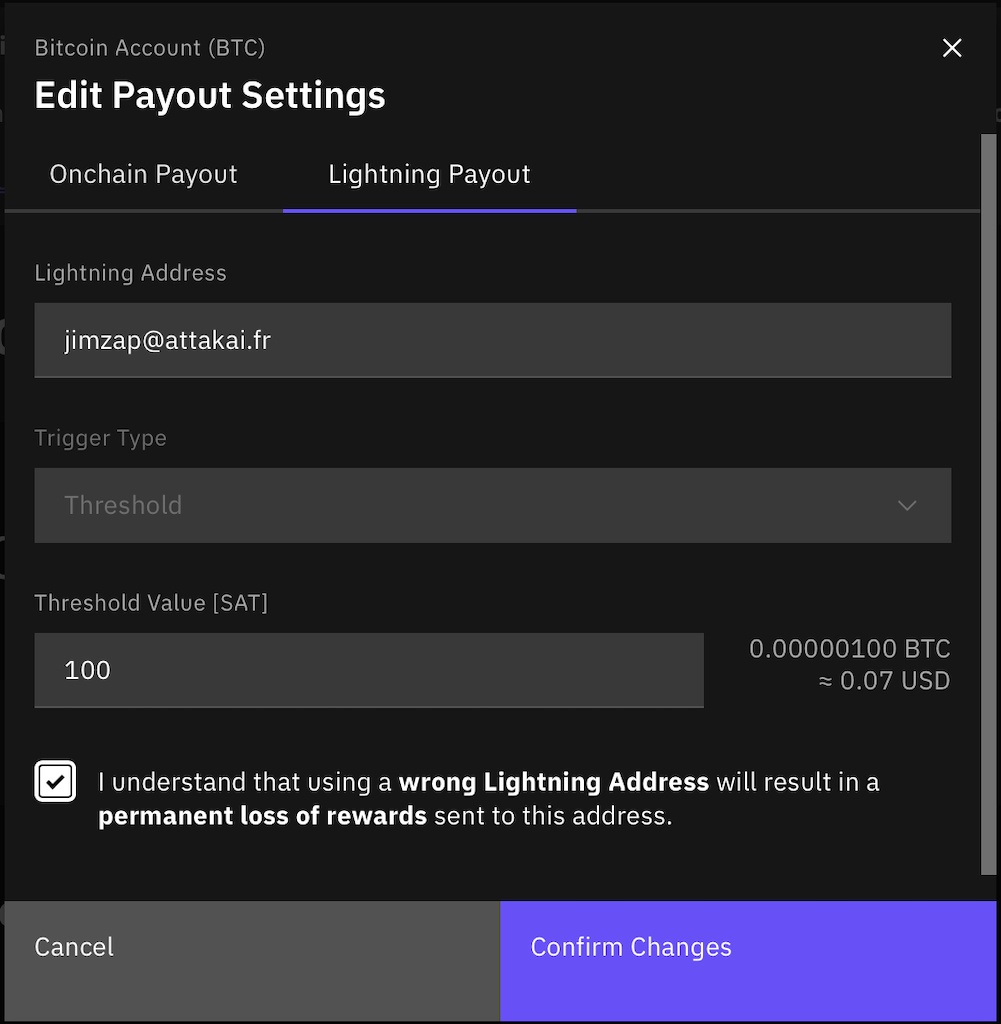 Bitcoin Account (BTC)
Edit Payout Settings
Onchain Payout
Lightning Payout
Lightning Address
jimzap@attakai.fr
Trigger Type
Threshold
Threshold Value [SAT]
100
0.00000100 BTC
≈ 0.07 USD
I understand that using a wrong Lightning Address will result in a
permanent loss of rewards sent to this address.
Cancel
Confirm Changes